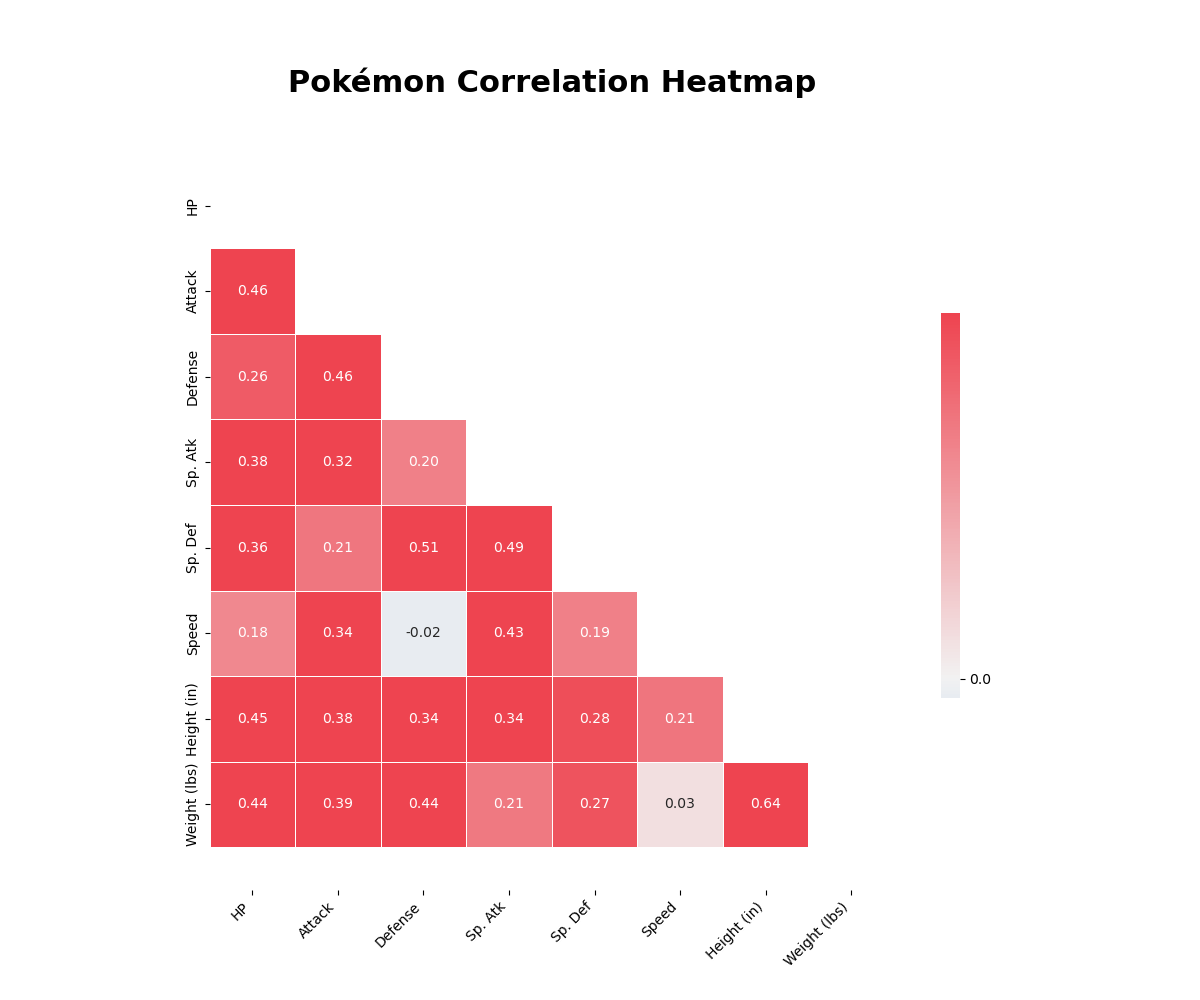 Pokémon Correlation Heatmap
HP
Attack
0.46
Defense
0.26 0.46
Sp. Atk
0.38 0.32 0.20
Sp. Def
0.36 0.21 0.51 0.49
Speed
0.18 0.34 -0.02 0.43 0.19
Height (in)
0.45 0.38 0.34 0.34 0.28 0.21
Weight (lbs)
0.44 0.39 0.44 0.21 0.27 0.03 0.64
HP Attack Defense Sp. Atk Sp. Def Speed Height (in) Weight (lbs)
0.0